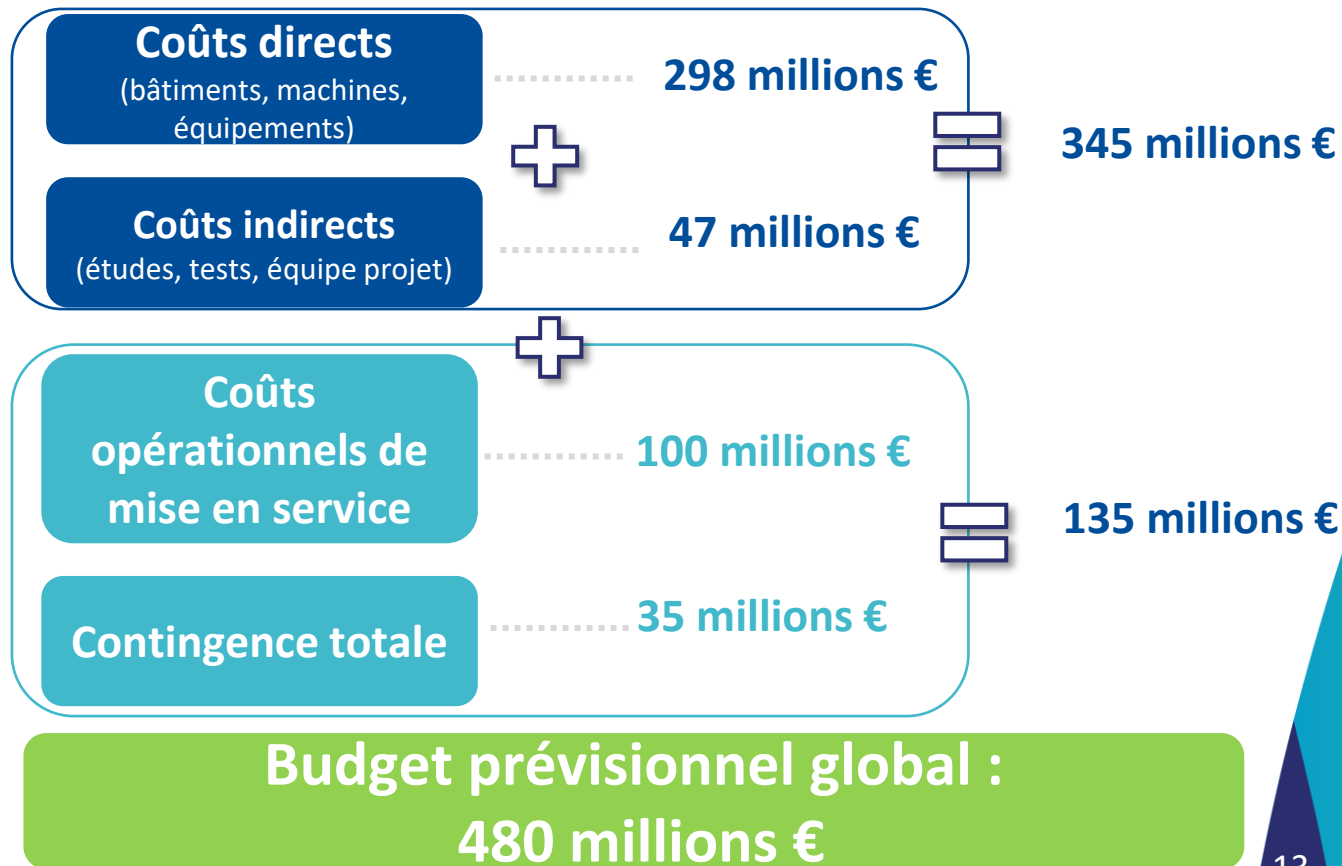 Coûts directs
(bâtiments, machines,
équipements)
298 millions €
345 millions €
Coûts indirects
(études, tests, équipe projet)
47 millions €
Coûts
opérationnels de
mise en service
100 millions €
135 millions €
Contingence totale
35 millions €
Budget prévisionnel global :
480 millions €